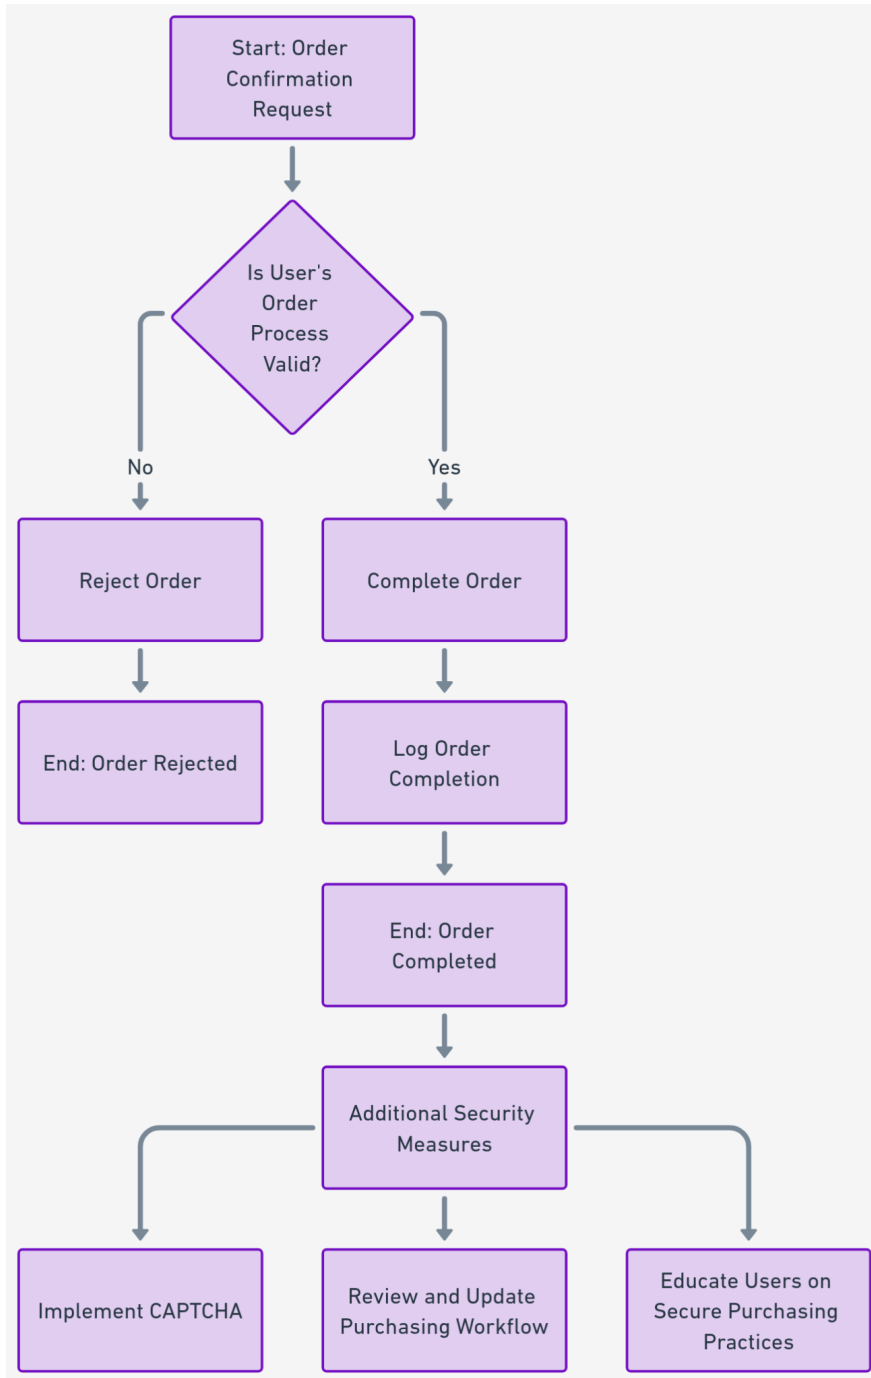 Start: Order
Confirmation
Request
Is User's
Order
Process
Valid?
No
Yes
Reject Order
Complete Order
End: Order Rejected
Log Order
Completion
End: Order
Completed
Additional Security
Measures
Implement CAPTCHA
Review and Update
Purchasing Workflow
Educate Users on
Secure Purchasing
Practices